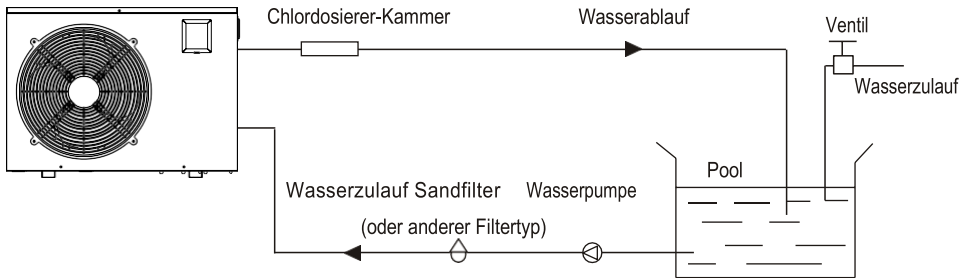 Chlordosierer-Kammer
Wasserablauf
Ventil
Wasserzulauf
Pool
Wasserzulauf Sandfilter
(oder anderer Filtertyp)
Wasserpumpe